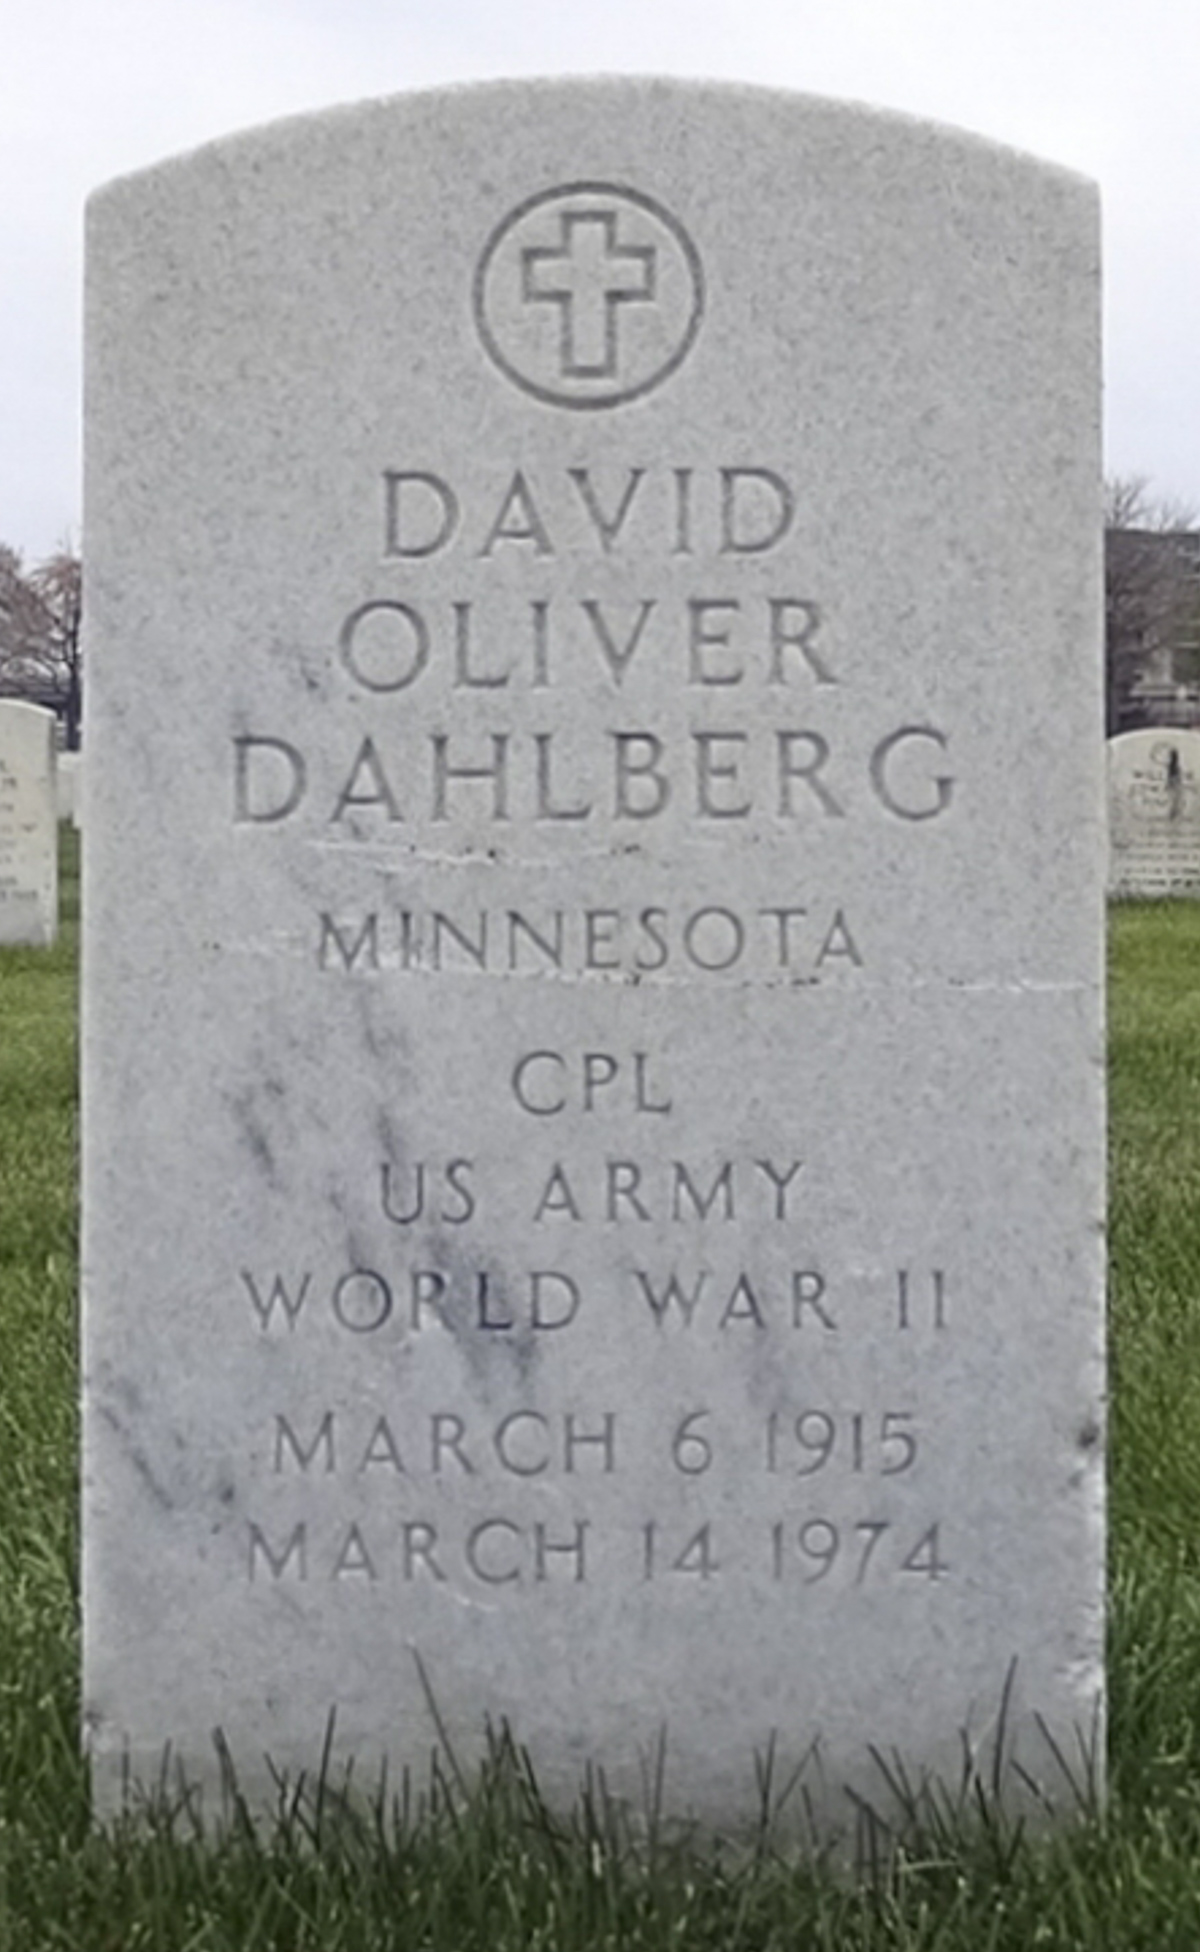 DAVID
OLIVER
DAHLBERG
MINNESOTA
CPL
US ARMY
WORLD WAR II
MARCH 6 1915
MARCH 14 1974